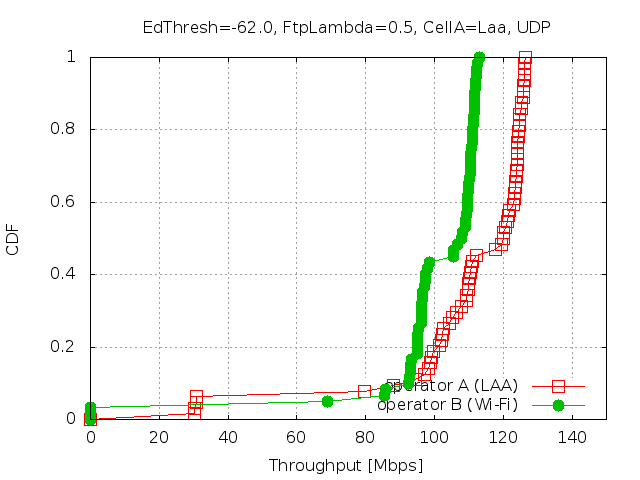 EdThresh=-62.0, FtpLambda=0.5, CellA=Laa, UDP
1
0.8
0.6
0.4
0.2
0
CDF
operator A (LAA)
operator B (Wi-Fi)
0 20 40 60 80 100 120 140
Throughput [Mbps]